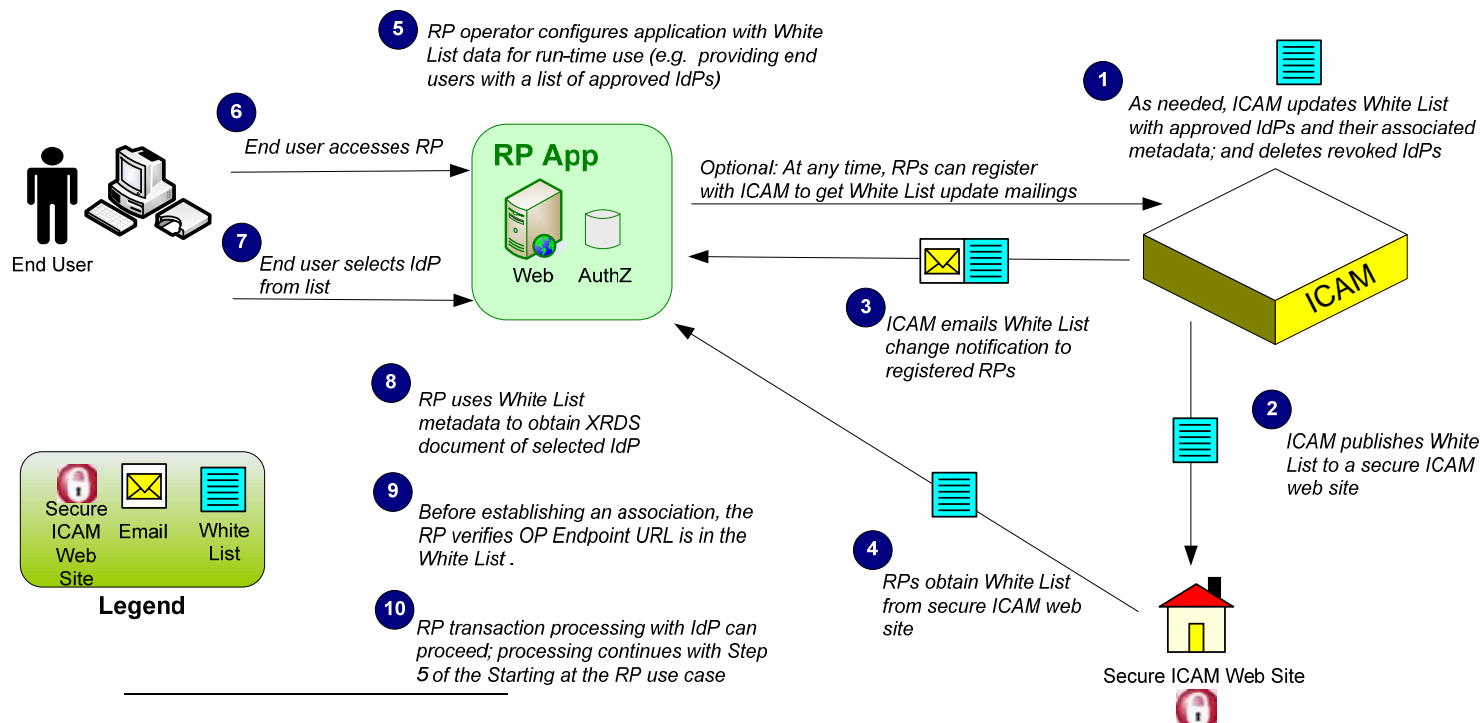 5
RP operator configures application with White
List data for run-time use (e.g. providing end
users with a list of approved IdPs)
1
As needed, ICAM updates White List
with approved IdPs and their associated
metadata; and deletes revoked IdPs
6
End user accesses RP
RP App
Web
AuthZ
Optional: At any time, RPs can register
with ICAM to get White List update mailings
End User
7
End user selects IdP
from list
ICAM
3
ICAM emails White List
change notification to
registered RPs
8
RP uses White List
metadata to obtain XRDS
document of selected IdP
2
ICAM publishes White
List to a secure ICAM
web site
9
Before establishing an association, the
RP verifies OP Endpoint URL is in the
White List .
4
RPs obtain White List
from secure ICAM web
site
Secure
ICAM
Web
Site
Email
White
List
Legend
10
RP transaction processing with IdP can
proceed; processing continues with Step
5 of the Starting at the RP use case
Secure ICAM Web Site